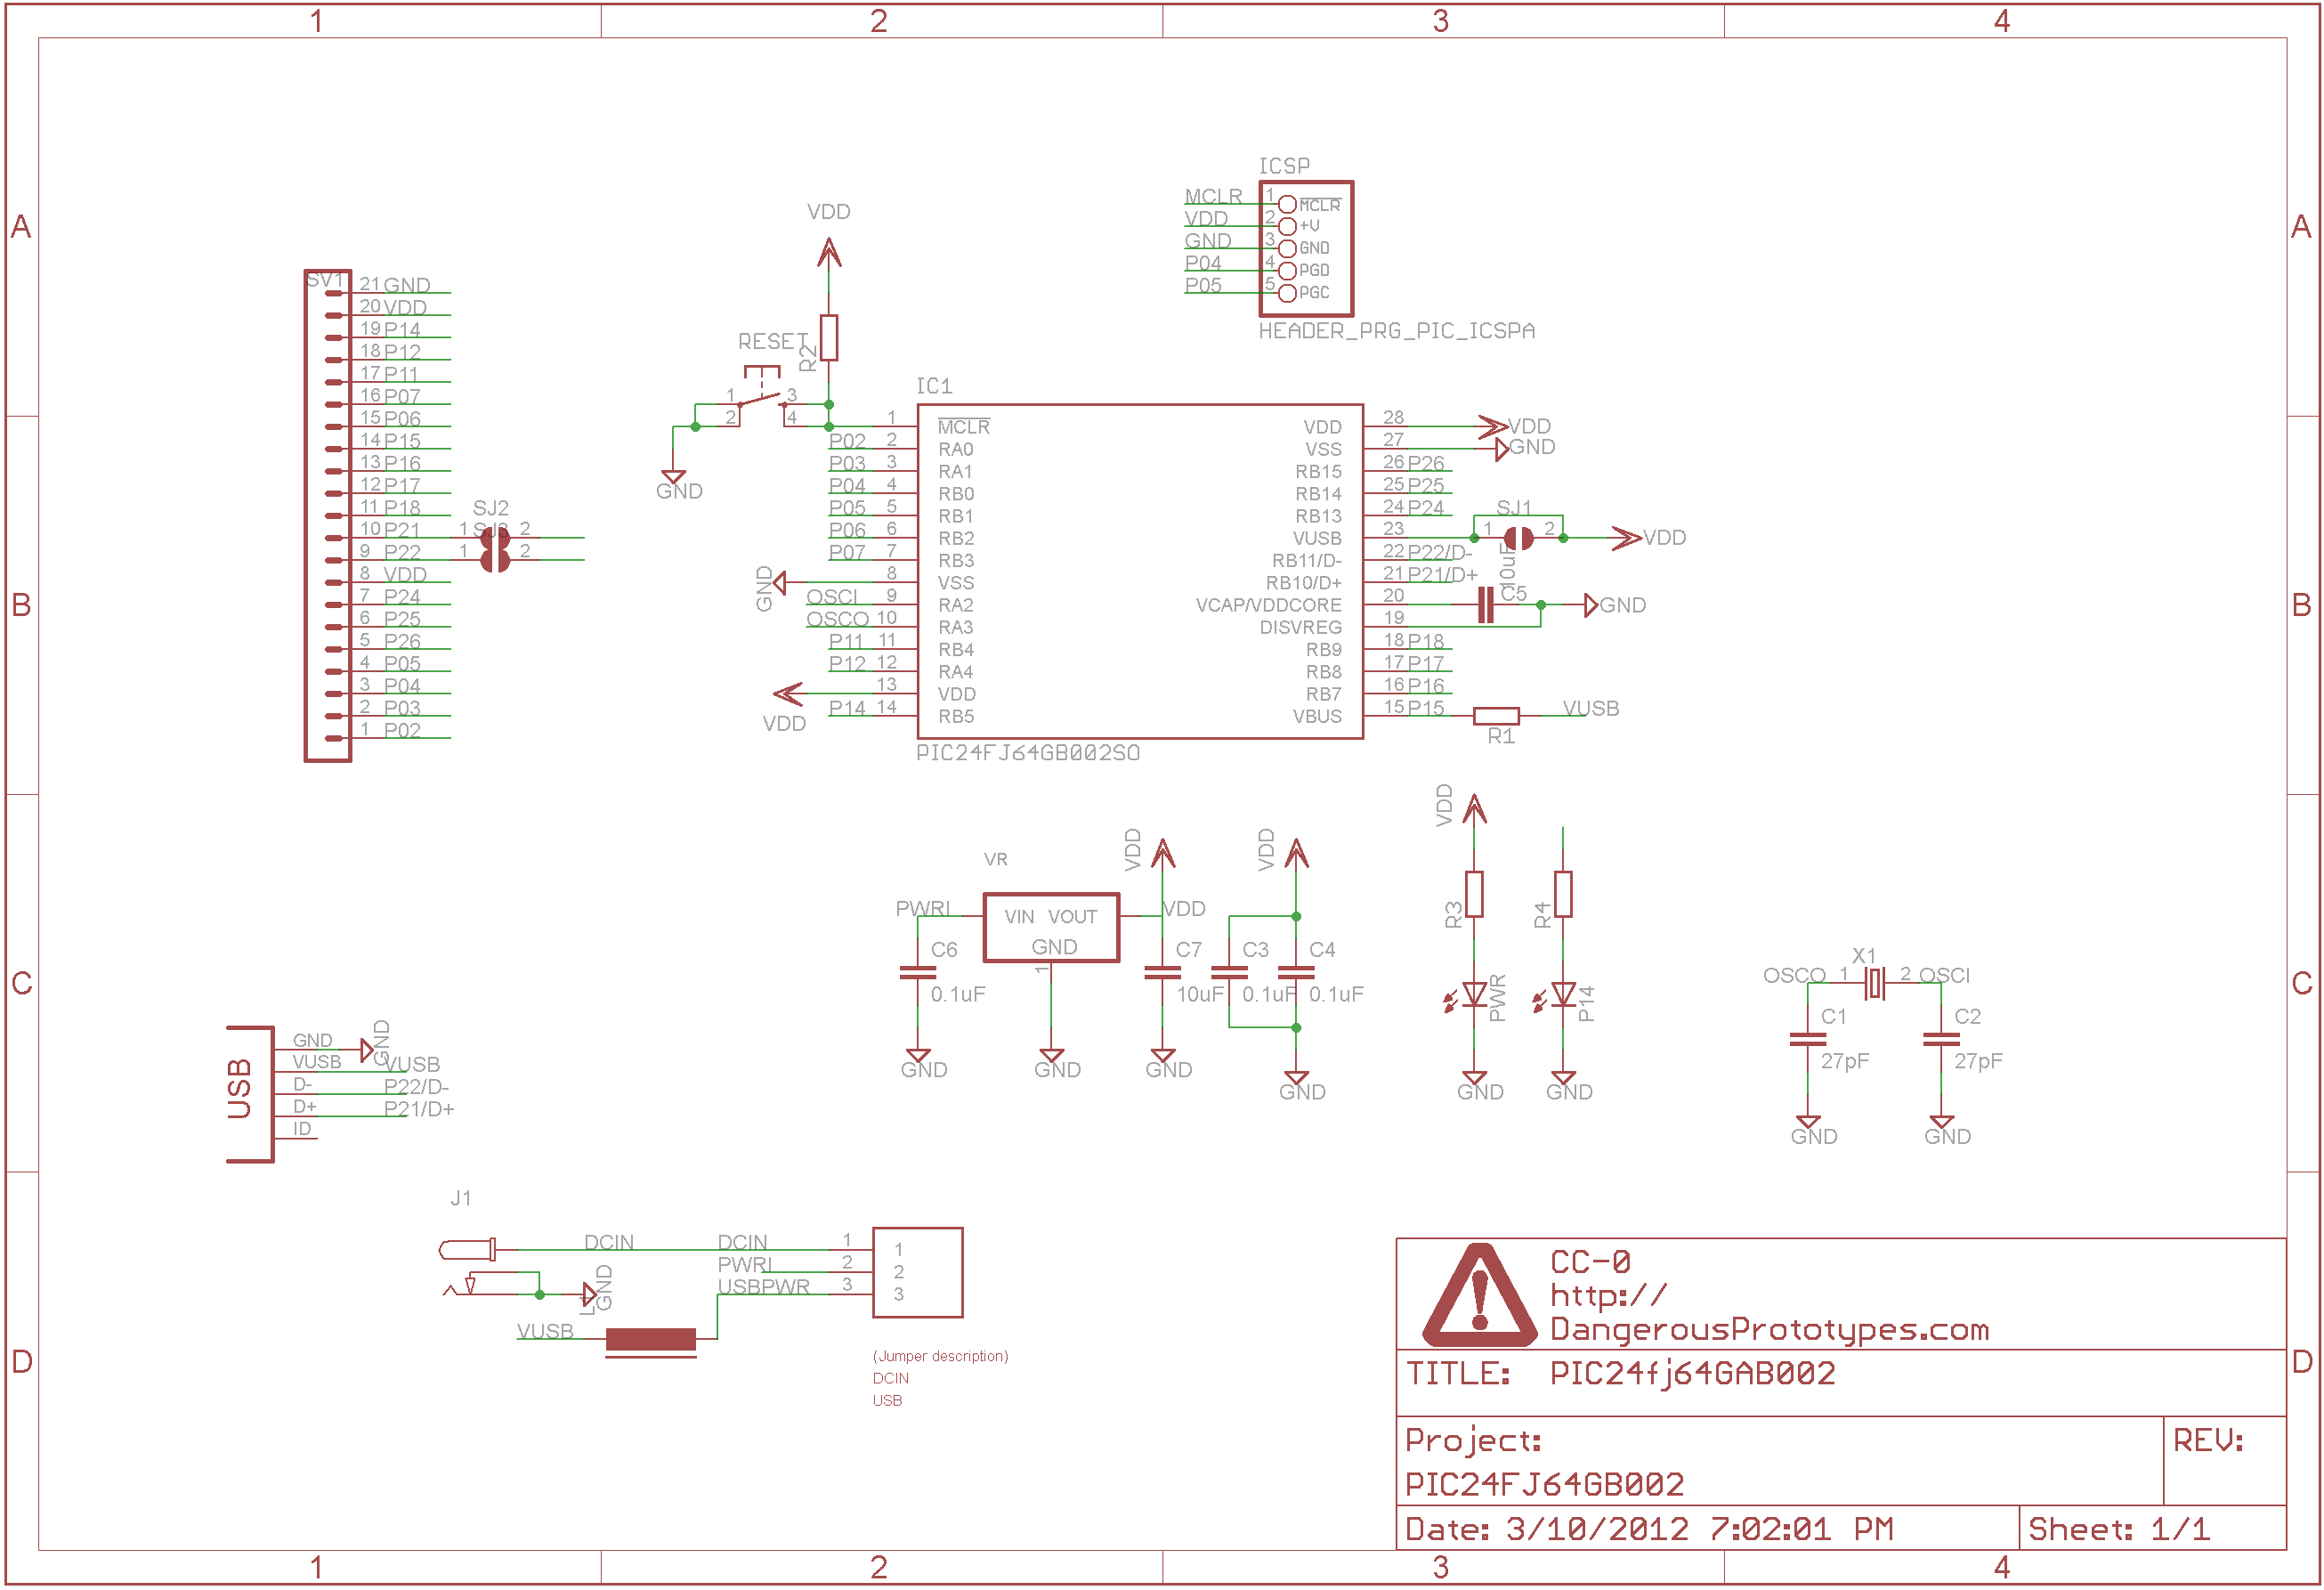 1 2 3 4
A A
B B
C C
D D
1 2 3 4
SV1
21 GND
20 VDD
19 P14
18 P12
17 P11
16 P07
15 P06
14 P15
13 P16
12 P17
11 P18
10 P21
9 P22
8 VDD
7 P24
6 P25
5 P26
4 P05
3 P04
2 P03
1 P02
SJ2
1 SJ3 2
1 2
VDD
R2
RESET
1 3
2 4
GND
ICSP
MCLR 1 MCLR
VDD 2 +V
GND 3 GND
P04 4 PGD
P05 5 PGC
HEADER_PRG_PIC_ICSPA
IC1
1 MCLR
P02 2 RA0
P03 3 RA1
P04 4 RB0
P05 5 RB1
P06 6 RB2
P07 7 RB3
GND 8 VSS
OSCI 9 RA2
OSCO 10 RA3
P11 11 RB4
P12 12 RA4
VDD 13 VDD
P14 14 RB5
VDD 28 VDD
VSS 27 GND
RB15 26 P26
RB14 25 P25
RB13 24 P24
VUSB 23
SJ1
1 2
VDD
RB11/D- 22 P22/D-
RB10/D+ 21 P21/D+
VCAP/VDDCORE 20
10uF
C5
GND
DISVREG 19
RB9 18 P18
RB8 17 P17
RB7 16 P16
VBUS 15 P15
R1
VUSB
PIC24FJ64GB002SO
VR
PWRI
VIN VOUT
GND
1
GND
C6
0.1uF
GND
VDD
VDD
C7
10uF
GND
VDD
C3
0.1uF
C4
0.1uF
GND
VDD
R3
PWR
GND
R4
P14
GND
X1
OSCO 1 2 OSCI
C1
27pF
GND
C2
27pF
GND
USB
GND GND
VUSB VUSB
D- P22/D-
D+ P21/D+
ID
J1
DCIN DCIN 1 1
PWRI 2 2
USBPWR 3 3
GND
L1
VUSB
(Jumper description)
DCIN
USB
CC-0
http://
DangerousPrototypes.com
TITLE: PIC24fj64GAB002
Project:
PIC24FJ64GB002
REV:
Date: 3/10/2012 7:02:01 PM
Sheet: 1/1